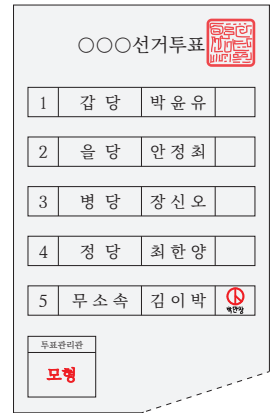 ○○○선거투표
1 갑 당 박 윤 유
2 을 당 안 정 최
3 병 당 장 신 오
4 정 당 최 한 양
5 무 소 속 김 이 박
투표관리관
모형